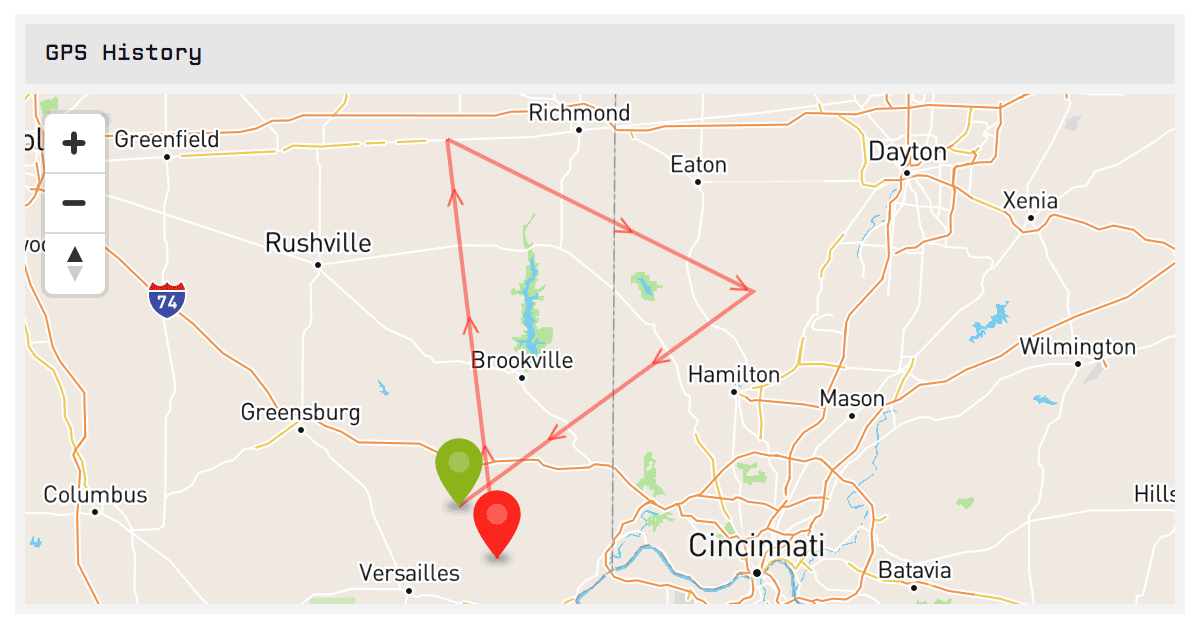 GPS History
Richmond
Greenfield
Dayton
Eaton
Xenia
Rushville
74
Brookville
Wilmington
Hamilton
Mason
Greensburg
Columbus
Hills
Cincinnati
Versailles
Batavia